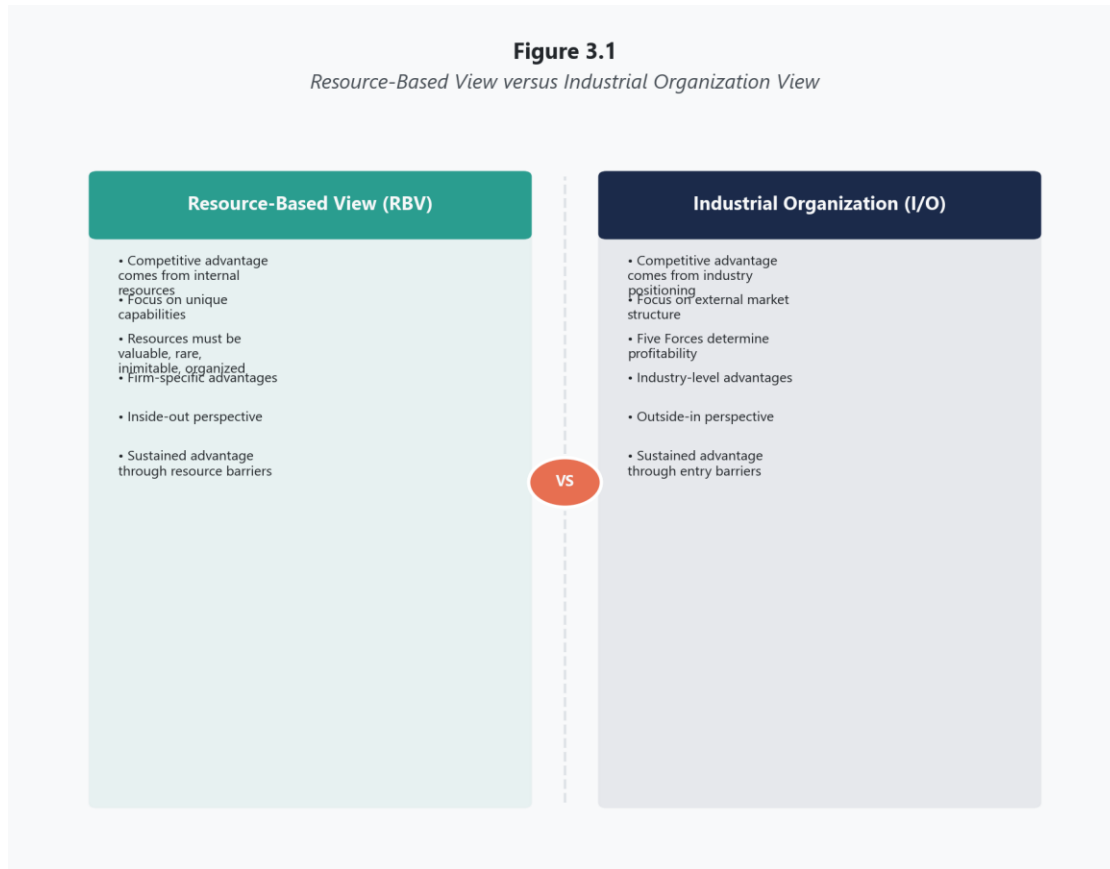 Figure 3.1
Resource-Based View versus Industrial Organization View
Resource-Based View (RBV)
• Competitive advantage
comes from internal
resources
• Focus on unique
capabilities
• Resources must be
valuable, rare,
inimitable, organized
• Firm-specific advantages
• Inside-out perspective
• Sustained advantage
through resource barriers
VS
Industrial Organization (I/O)
• Competitive advantage
comes from industry
positioning
• Focus on external market
structure
• Five Forces determine
profitability
• Industry-level advantages
• Outside-in perspective
• Sustained advantage
through entry barriers